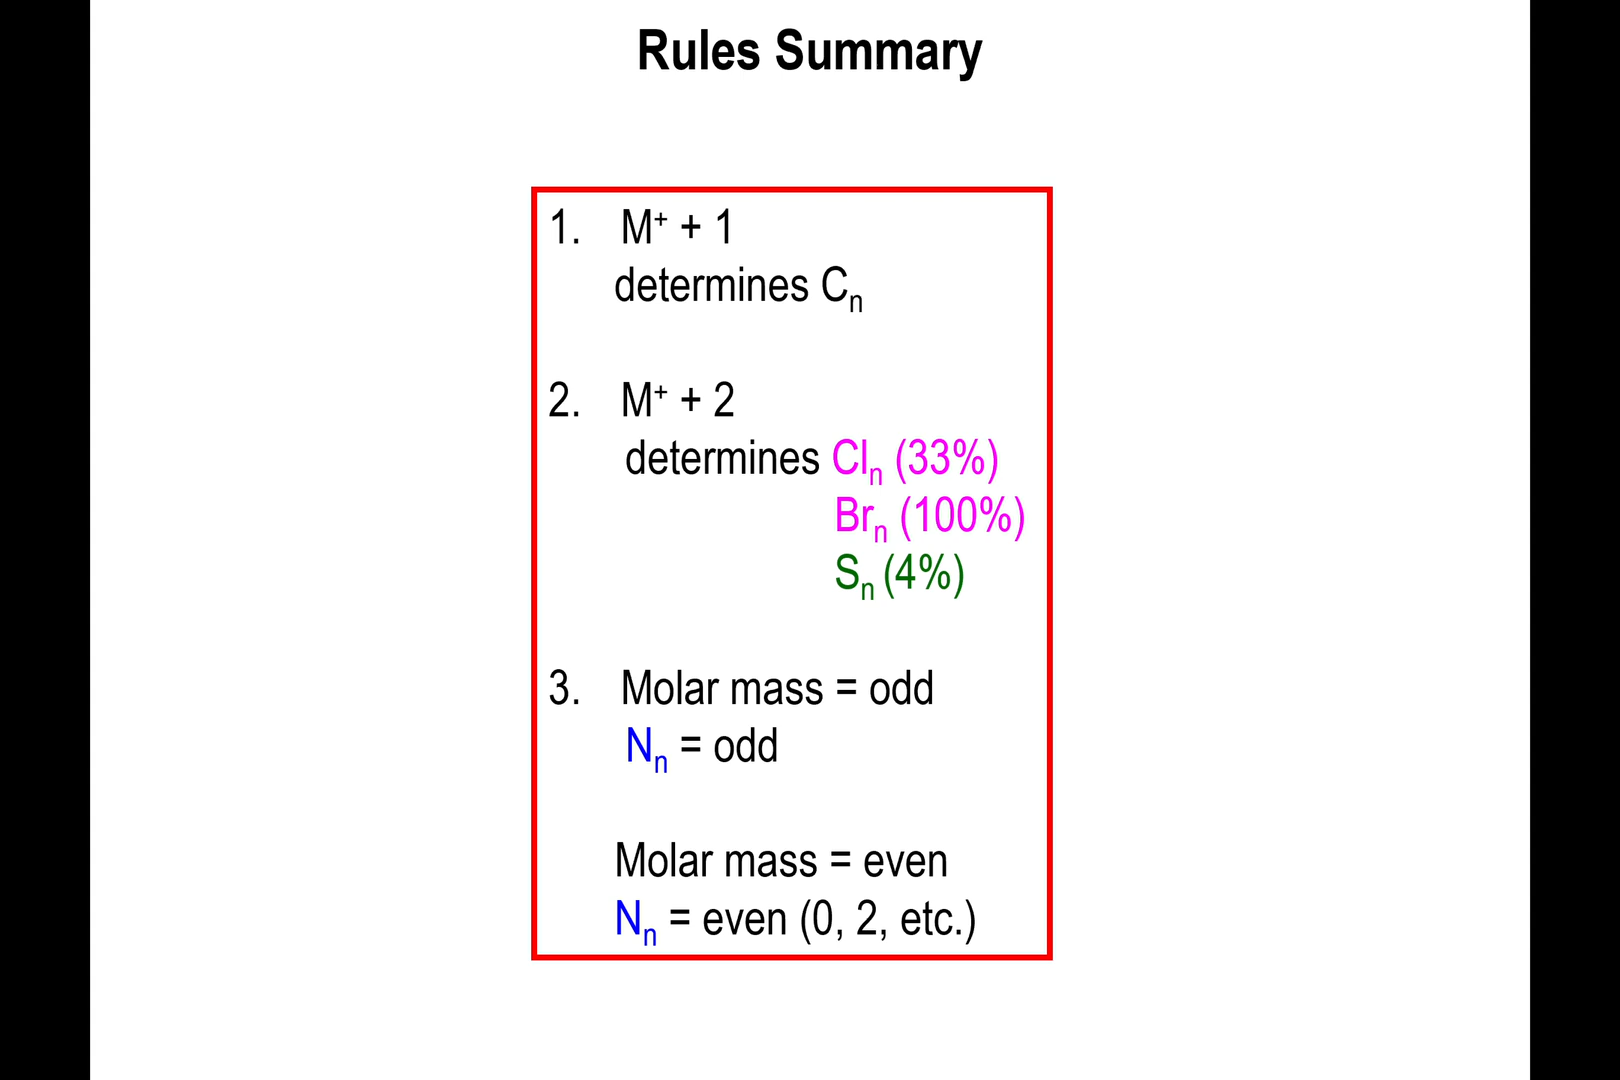 Rules Summary
1. M⁺ + 1
determines Cₙ
2. M⁺ + 2
determines Clₙ (33%)
Brₙ (100%)
Sₙ (4%)
3. Molar mass = odd
Nₙ = odd
Molar mass = even
Nₙ = even (0, 2, etc.)